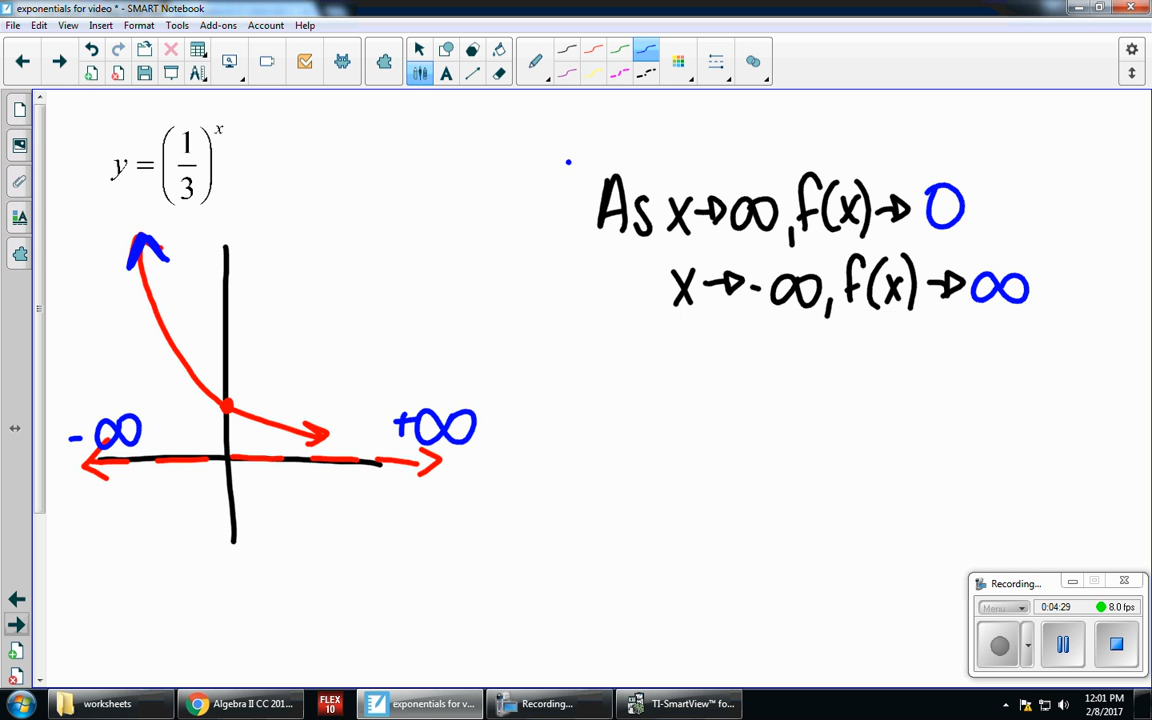 exponentials for video * - SMART Notebook
File Edit View Insert Format Tools Add-ons Account Help
y = (1/3)^x
As x→∞, f(x)→ 0
x→-∞, f(x)→ ∞
-∞
+∞
Recording...
Menu
0:04:29
8.0 fps
worksheets
Algebra II CC 201...
FLEX 10
exponentials for v...
Recording...
TI-SmartView™ fo...
12:01 PM
2/8/2017